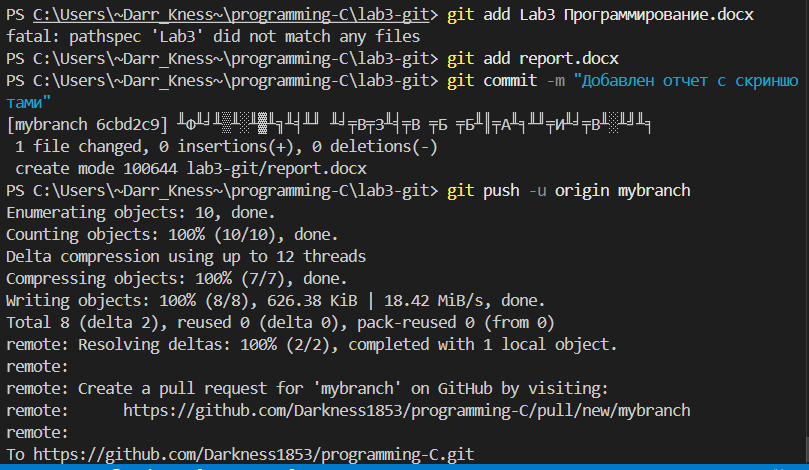 PS C:\Users\~Darr_Kness~\programming-C\lab3-git> git add Lab3 Программирование.docx
fatal: pathspec 'Lab3' did not match any files
PS C:\Users\~Darr_Kness~\programming-C\lab3-git> git add report.docx
PS C:\Users\~Darr_Kness~\programming-C\lab3-git> git commit -m "Добавлен отчет с скриншо
тами"
[mybranch 6cbd2c9]
 1 file changed, 0 insertions(+), 0 deletions(-)
 create mode 100644 lab3-git/report.docx
PS C:\Users\~Darr_Kness~\programming-C\lab3-git> git push -u origin mybranch
Enumerating objects: 10, done.
Counting objects: 100% (10/10), done.
Delta compression using up to 12 threads
Compressing objects: 100% (7/7), done.
Writing objects: 100% (8/8), 626.38 KiB | 18.42 MiB/s, done.
Total 8 (delta 2), reused 0 (delta 0), pack-reused 0 (from 0)
remote: Resolving deltas: 100% (2/2), completed with 1 local object.
remote:
remote: Create a pull request for 'mybranch' on GitHub by visiting:
remote:      https://github.com/Darkness1853/programming-C/pull/new/mybranch
remote:
To https://github.com/Darkness1853/programming-C.git